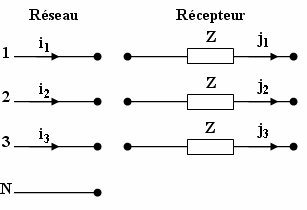 Réseau Récepteur
1 i1 Z j1
2 i2 Z j2
3 i3 Z j3
N